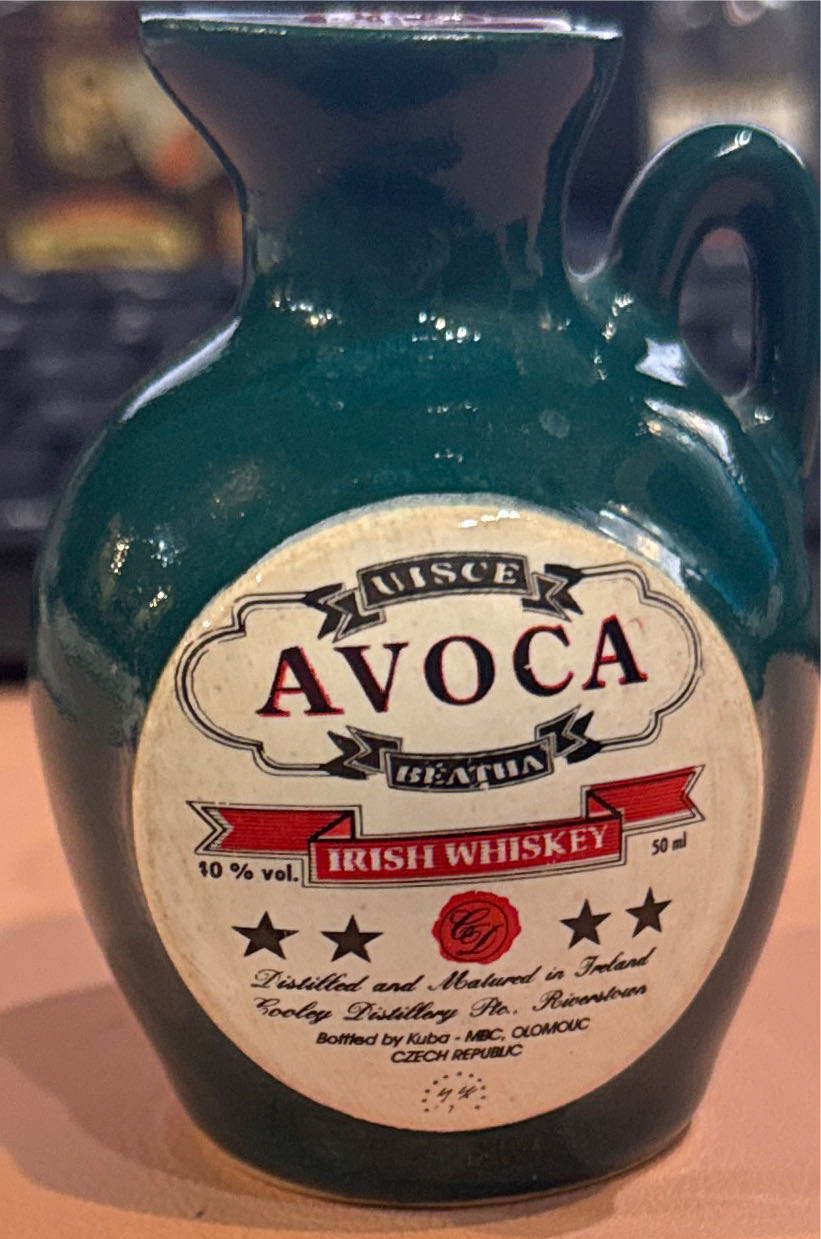 UISCE
AVOCA
BEATHA
IRISH WHISKEY
40 % vol.
50 ml
CD
Distilled and Matured in Ireland
Cooley Distillery Plc., Riverstown
Bottled by Kuba - MBC, OLOMOUC
CZECH REPUBLIC